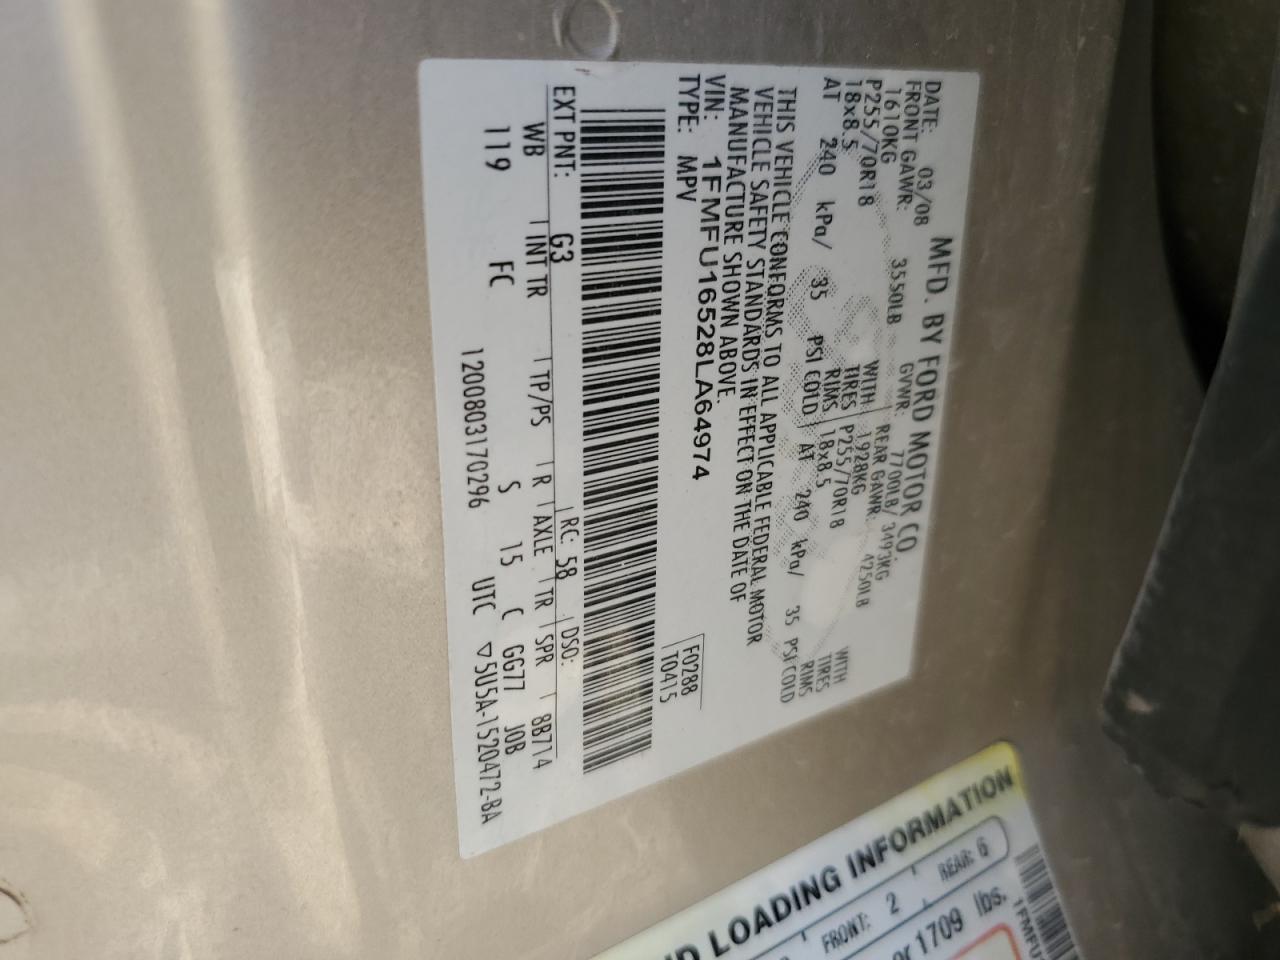 MFD. BY FORD MOTOR CO.
DATE: 03/08 GVWR: 7700LB/ 3493KG
FRONT GAWR: 3550LB REAR GAWR: 4250LB
1610KG WITH 1928KG WITH
P255/70R18 TIRES P255/70R18 TIRES
18x8.5 RIMS 18x8.5 RIMS
AT 240 kPa/ 35 PSI COLD AT 240 kPa/ 35 PSI COLD
THIS VEHICLE CONFORMS TO ALL APPLICABLE FEDERAL MOTOR
VEHICLE SAFETY STANDARDS IN EFFECT ON THE DATE OF
MANUFACTURE SHOWN ABOVE.
VIN: 1FMFU16528LA64974
TYPE: MPV
F0288
T0415
EXT PNT: G3 RC: 58 DSO:
WB INT TR TP/PS R AXLE TR SPR 8B714
119 FC S 15 C GG77 JOB
1200803170296 UTC ▽5U5A-1520472-BA
LOADING INFORMATION
FRONT: 2 REAR: 6
or 1709 lbs.